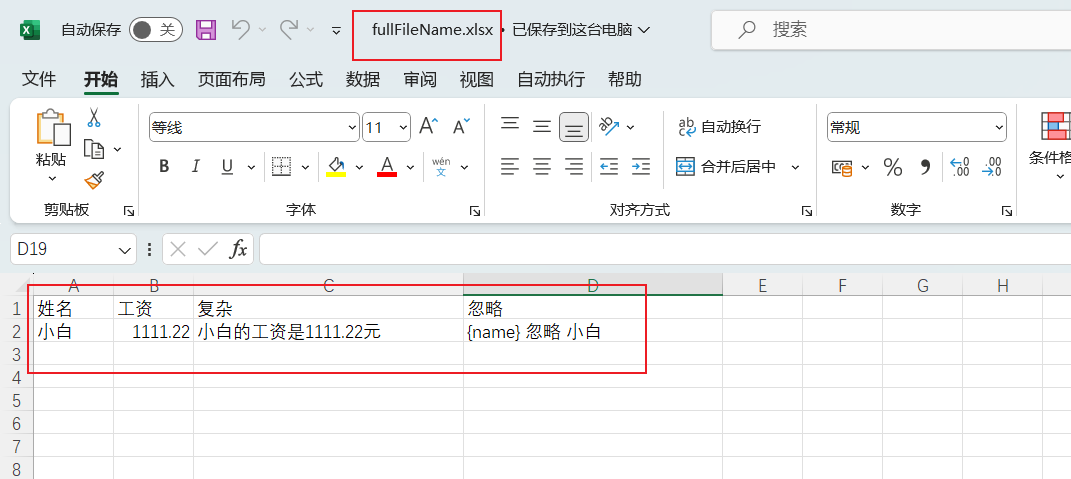 自动保存 关 fullFileName.xlsx • 已保存到这台电脑 搜索
文件 开始 插入 页面布局 公式 数据 审阅 视图 自动执行 帮助
粘贴 等线 11 A A 自动换行 常规
B I U A wén 文 合并后居中 % .00 条件格
剪贴板 字体 对齐方式 数字
D19 fx
A B C D E F G H
1 姓名 工资 复杂 忽略
2 小白 1111.22 小白的工资是1111.22元 {name} 忽略 小白
3
4
5
6
7
8